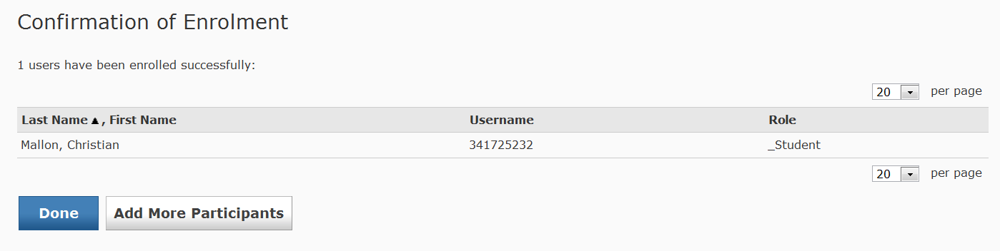 Confirmation of Enrolment
1 users have been enrolled successfully:
20 per page
Last Name ▲, First Name Username Role
Mallon, Christian 341725232 _Student
20 per page
Done Add More Participants